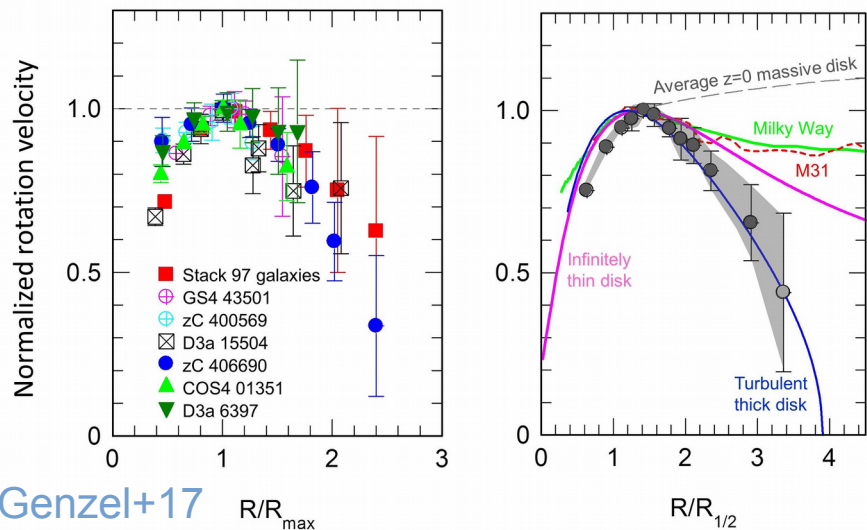 Normalized rotation velocity
1.0
0.5
0
0
1
2
3
R/Rmax
Stack 97 galaxies
GS4 43501
zC 400569
D3a 15504
zC 406690
COS4 01351
D3a 6397
1.0
0.5
0
0
1
2
3
4
R/R1/2
Average z=0 massive disk
Milky Way
M31
Infinitely
thin disk
Turbulent
thick disk
Genzel+17